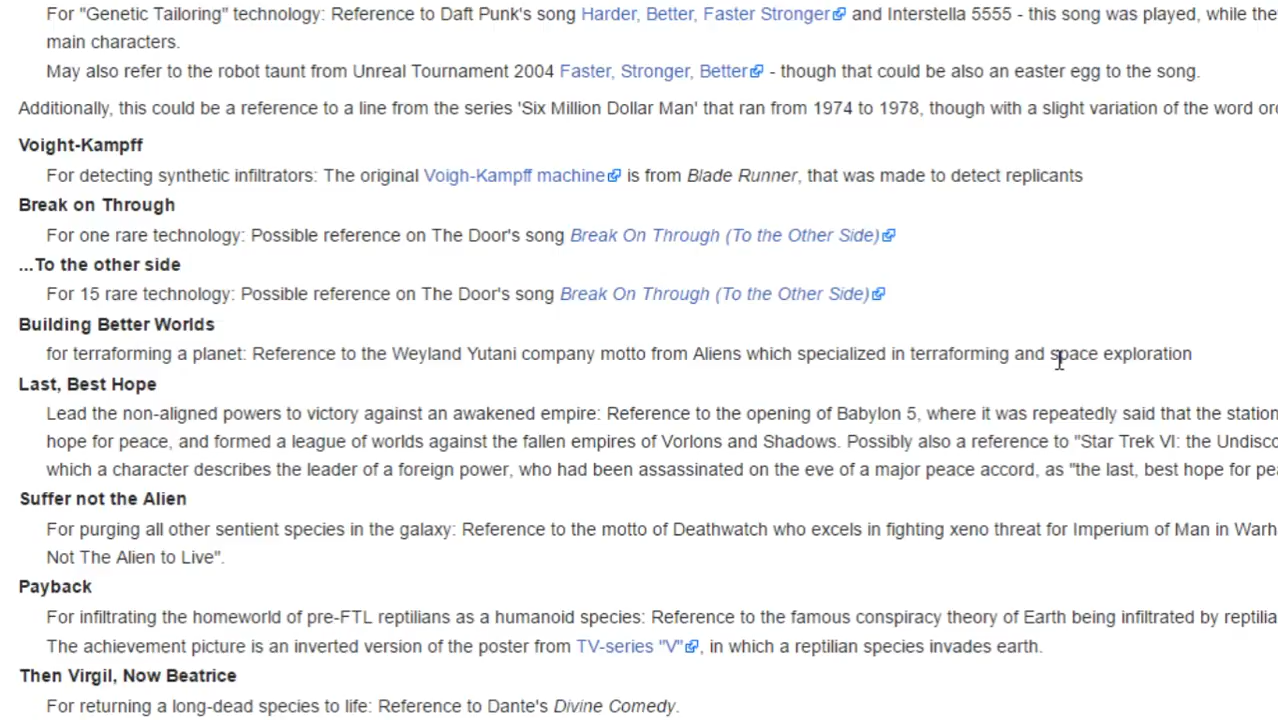 For "Genetic Tailoring" technology: Reference to Daft Punk's song Harder, Better, Faster Stronger and Interstella 5555 - this song was played, while the
main characters.
May also refer to the robot taunt from Unreal Tournament 2004 Faster, Stronger, Better - though that could be also an easter egg to the song.
Additionally, this could be a reference to a line from the series 'Six Million Dollar Man' that ran from 1974 to 1978, though with a slight variation of the word
Voight-Kampff
For detecting synthetic infiltrators: The original Voigh-Kampff machine is from Blade Runner, that was made to detect replicants
Break on Through
For one rare technology: Possible reference on The Door's song Break On Through (To the Other Side)
...To the other side
For 15 rare technology: Possible reference on The Door's song Break On Through (To the Other Side)
Building Better Worlds
for terraforming a planet: Reference to the Weyland Yutani company motto from Aliens which specialized in terraforming and space exploration
Last, Best Hope
Lead the non-aligned powers to victory against an awakened empire: Reference to the opening of Babylon 5, where it was repeatedly said that the station
hope for peace, and formed a league of worlds against the fallen empires of Vorlons and Shadows. Possibly also a reference to "Star Trek VI: the
which a character describes the leader of a foreign power, who had been assassinated on the eve of a major peace accord, as "the last, best hope for
Suffer not the Alien
For purging all other sentient species in the galaxy: Reference to the motto of Deathwatch who excels in fighting xeno threat for Imperium of Man in
Not The Alien to Live".
Payback
For infiltrating the homeworld of pre-FTL reptilians as a humanoid species: Reference to the famous conspiracy theory of Earth being infiltrated by
The achievement picture is an inverted version of the poster from TV-series "V", in which a reptilian species invades earth.
Then Virgil, Now Beatrice
For returning a long-dead species to life: Reference to Dante's Divine Comedy.